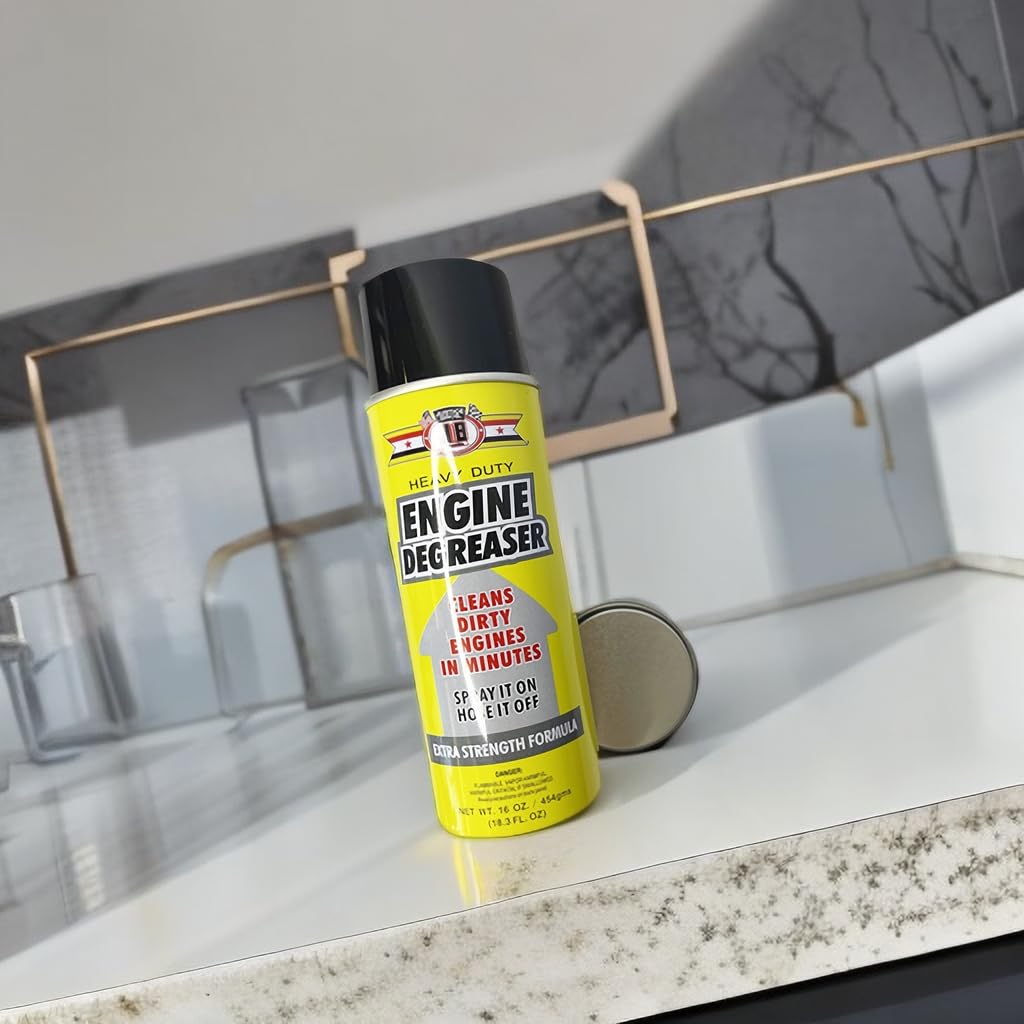 HEAVY DUTY
ENGINE
DEGREASER
CLEANS
DIRTY
ENGINES
IN MINUTES
SPRAY IT ON
HOSE IT OFF
EXTRA STRENGTH FORMULA
DANGER:
NET WT. 16 OZ. / 454gms
(18.3 FL. OZ)